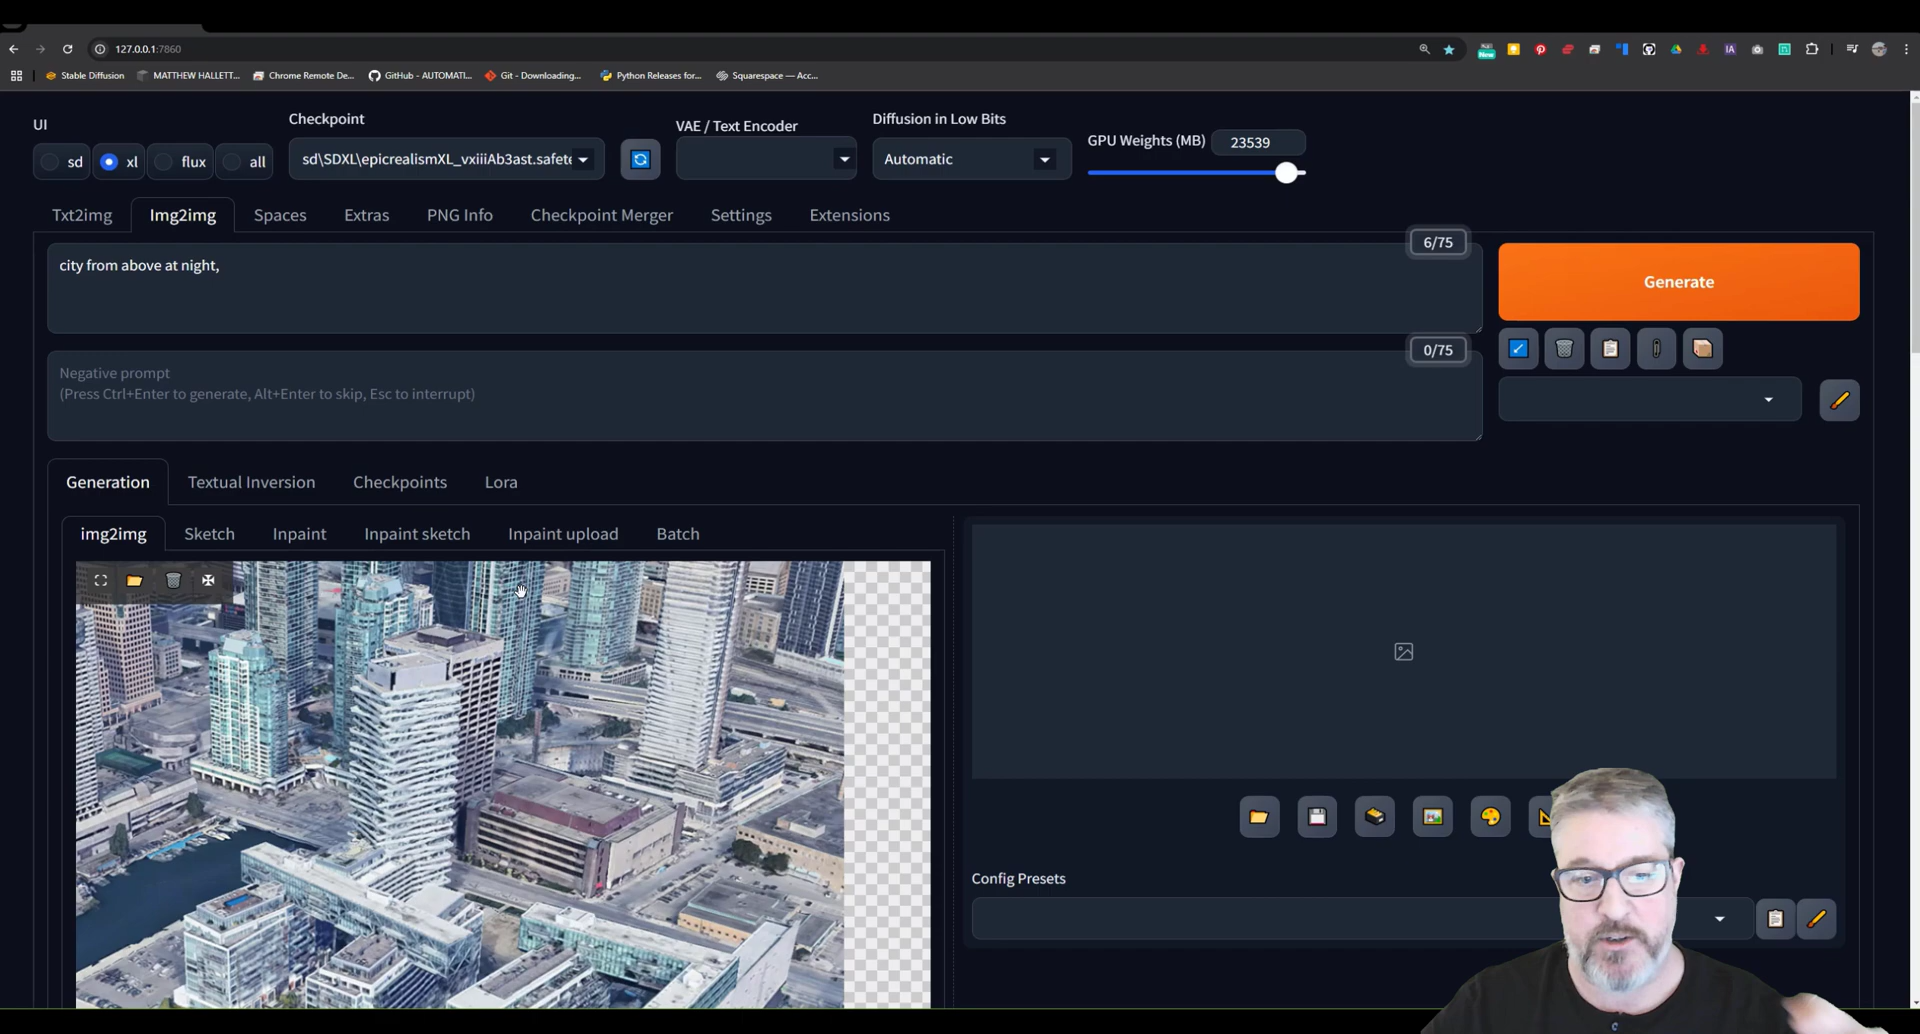 127.0.0.1:7860
Stable Diffusion
MATTHEW HALLETT...
Chrome Remote De...
GitHub - AUTOMATI...
Git - Downloading...
Python Releases for...
Squarespace — Acc...
New
IA
UI
Checkpoint
VAE / Text Encoder
Diffusion in Low Bits
GPU Weights (MB)
23539
sd
xl
flux
all
sd\SDXL\epicrealismXL_vxiiiAb3ast.safete
Automatic
Txt2img
Img2img
Spaces
Extras
PNG Info
Checkpoint Merger
Settings
Extensions
6/75
city from above at night,
Generate
0/75
Negative prompt
(Press Ctrl+Enter to generate, Alt+Enter to skip, Esc to interrupt)
Generation
Textual Inversion
Checkpoints
Lora
img2img
Sketch
Inpaint
Inpaint sketch
Inpaint upload
Batch
Config Presets